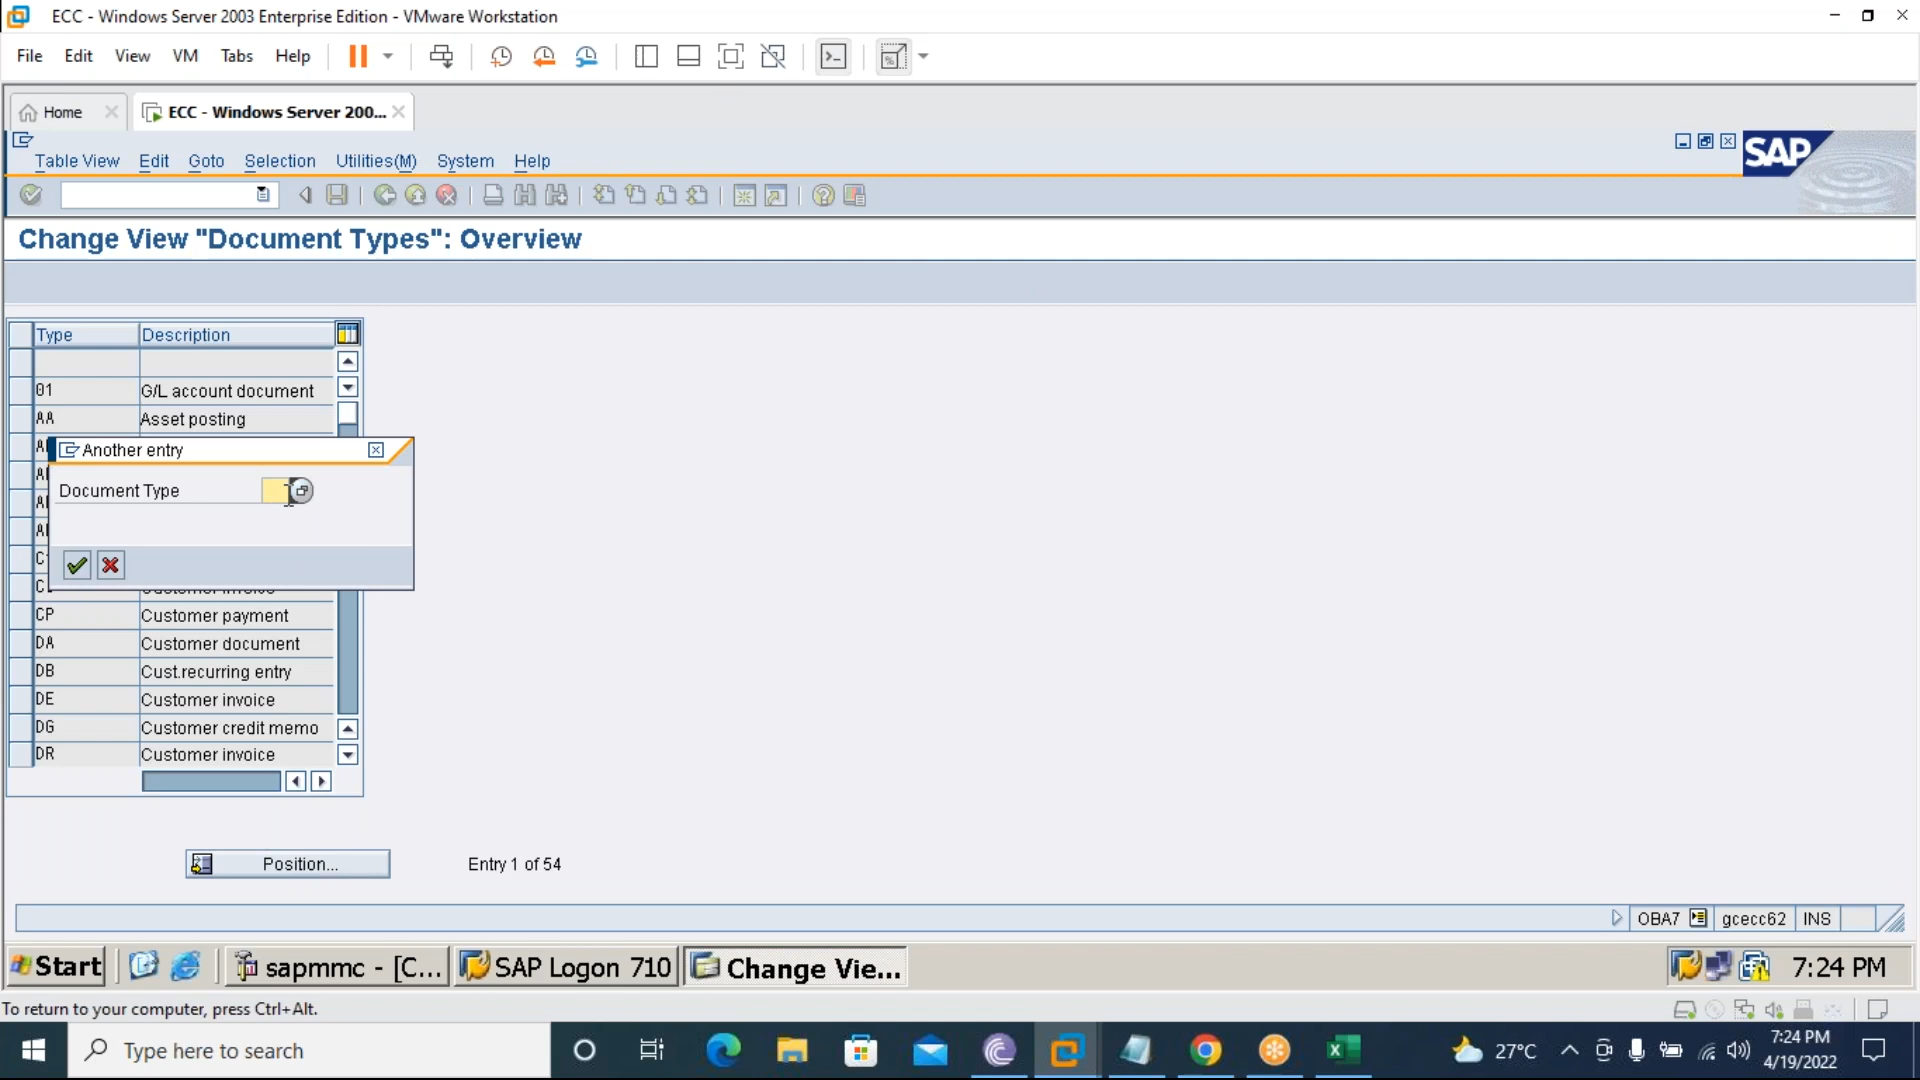 ECC - Windows Server 2003 Enterprise Edition - VMware Workstation
File Edit View VM Tabs Help
Home ECC - Windows Server 200...
Table View Edit Goto Selection Utilities(M) System Help
SAP
Change View "Document Types": Overview
Type Description
01 G/L account document
AA Asset posting
Another entry
Document Type
CP Customer payment
DA Customer document
DB Cust.recurring entry
DE Customer invoice
DG Customer credit memo
DR Customer invoice
Position... Entry 1 of 54
OBA7 gcecc62 INS
Start sapmmc - [C... SAP Logon 710 Change Vie... 7:24 PM
To return to your computer, press Ctrl+Alt.
Type here to search 27°C 7:24 PM
4/19/2022